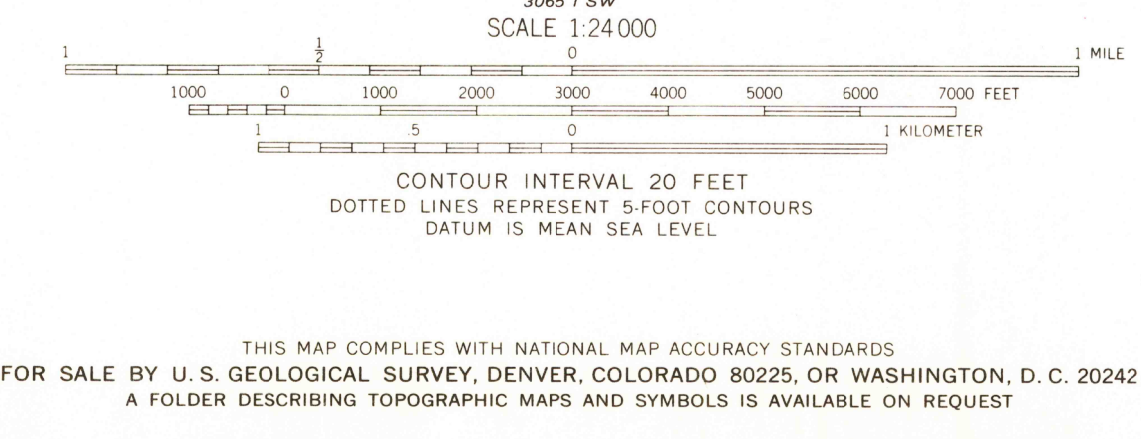 3065 I SW
SCALE 1:24 000
1 1/2 0 1 MILE
1000 0 1000 2000 3000 4000 5000 6000 7000 FEET
1 .5 0 1 KILOMETER
CONTOUR INTERVAL 20 FEET
DOTTED LINES REPRESENT 5-FOOT CONTOURS
DATUM IS MEAN SEA LEVEL
THIS MAP COMPLIES WITH NATIONAL MAP ACCURACY STANDARDS
FOR SALE BY U. S. GEOLOGICAL SURVEY, DENVER, COLORADO 80225, OR WASHINGTON, D. C. 20242
A FOLDER DESCRIBING TOPOGRAPHIC MAPS AND SYMBOLS IS AVAILABLE ON REQUEST